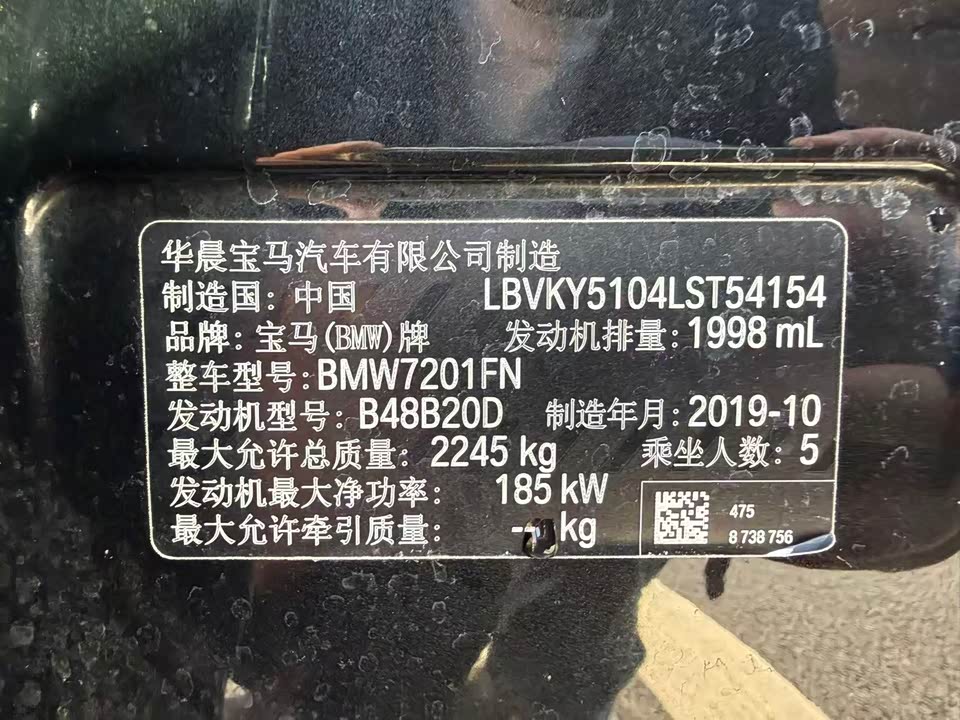 华晨宝马汽车有限公司制造
制造国：中国 LBVKY5104LST54154
品牌：宝马(BMW)牌 发动机排量：1998 mL
整车型号：BMW7201FN
发动机型号：B48B20D 制造年月：2019-10
最大允许总质量：2245 kg 乘坐人数：5
发动机最大净功率：185 kW
最大允许牵引质量：-- kg
475
8 738 756